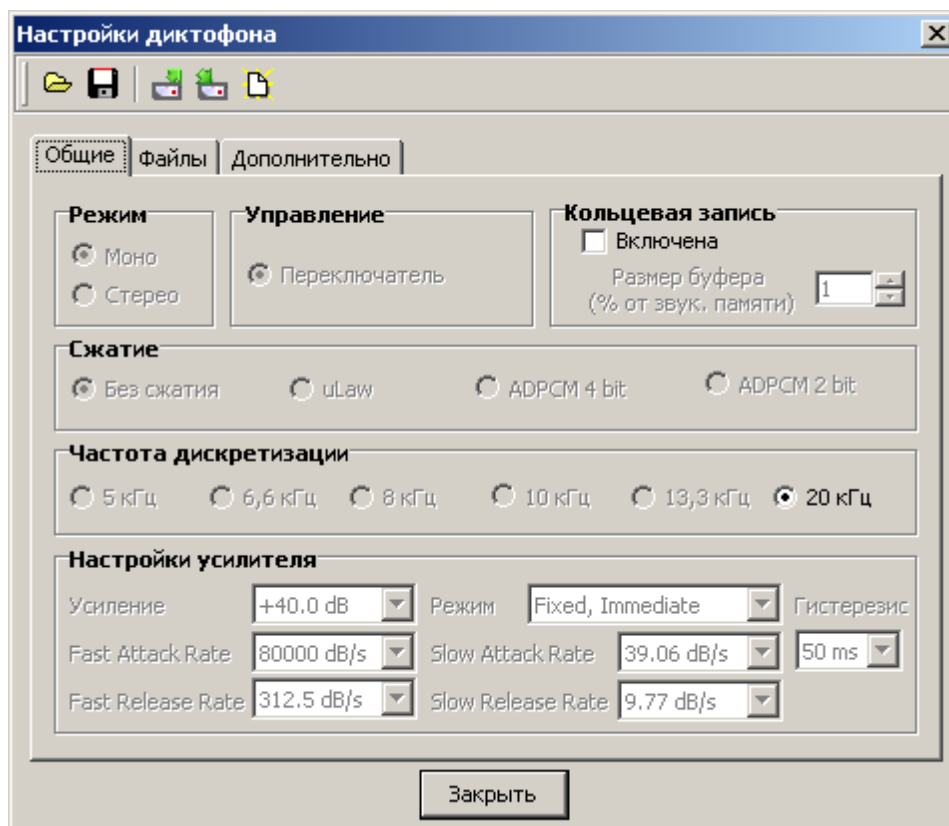 Настройки диктофона
Общие Файлы Дополнительно
Режим
Моно
Стерео
Управление
Переключатель
Кольцевая запись
Включена
Размер буфера
(% от звук. памяти)
1
Сжатие
Без сжатия uLaw ADPCM 4 bit ADPCM 2 bit
Частота дискретизации
5 кГц 6,6 кГц 8 кГц 10 кГц 13,3 кГц 20 кГц
Настройки усилителя
Усиление +40.0 dB Режим Fixed, Immediate Гистерезис
Fast Attack Rate 80000 dB/s Slow Attack Rate 39.06 dB/s 50 ms
Fast Release Rate 312.5 dB/s Slow Release Rate 9.77 dB/s
Закрыть